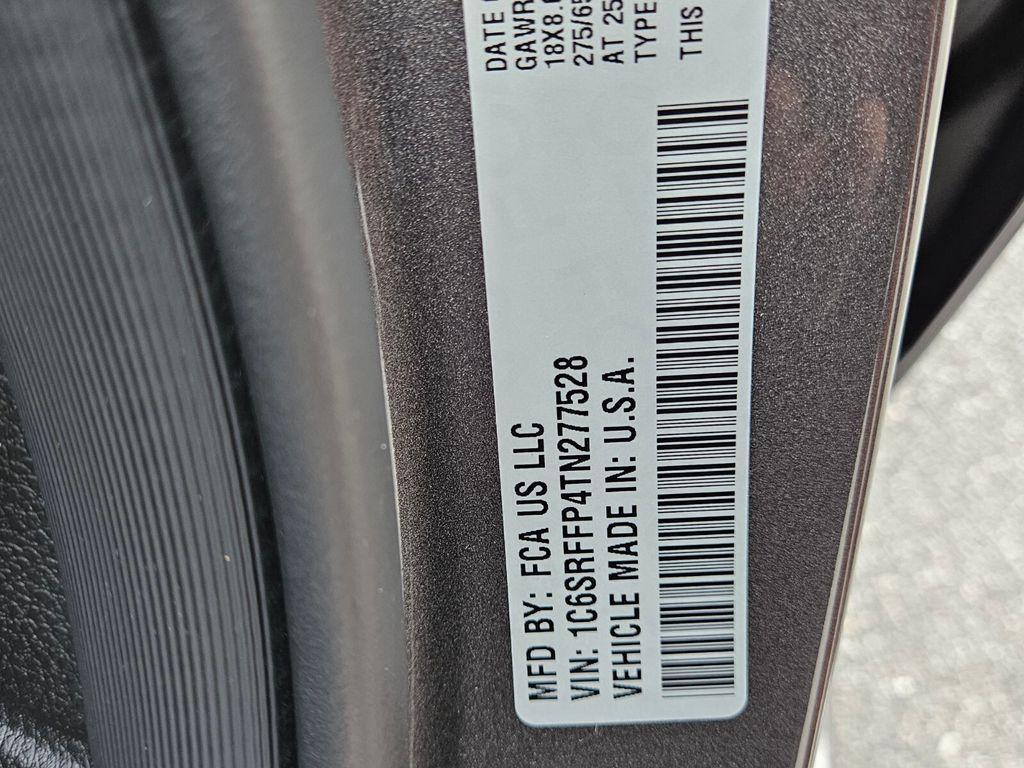 MFD BY: FCA US LLC
VIN: 1C6SRFFP4TN277528
VEHICLE MADE IN: U.S.A.
DATE
GAWR
18X8.
275/65
AT 25
TYPE
THIS